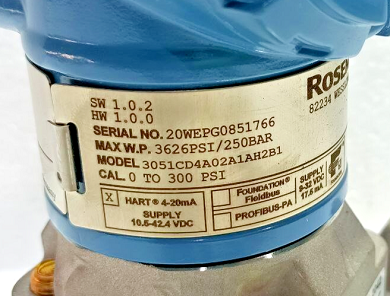 SW 1.0.2
HW 1.0.0
SERIAL NO. 20WEPG0851766
MAX W.P. 3626PSI/250BAR
MODEL 3051CD4A02A1AH2B1
CAL. 0 TO 300 PSI
82234
X HART® 4-20mA
SUPPLY
10.5-42.4 VDC
FOUNDATION®
Fieldbus
PROFIBUS-PA
SUPPLY
9-32 VDC
17.5 mA